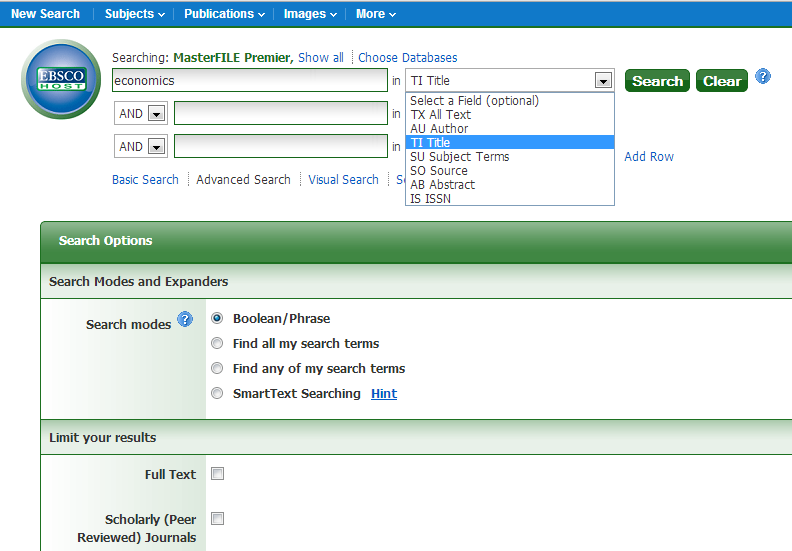 New Search Subjects Publications Images More
Searching: MasterFILE Premier, Show all Choose Databases
EBSCO
HOST
economics in TI Title Search Clear ?
Select a Field (optional)
TX All Text
AU Author
TI Title
SU Subject Terms
SO Source
AB Abstract
IS ISSN
AND in
AND in Add Row
Basic Search Advanced Search Visual Search
Search Options
Search Modes and Expanders
Search modes ? Boolean/Phrase
Find all my search terms
Find any of my search terms
SmartText Searching Hint
Limit your results
Full Text
Scholarly (Peer
Reviewed) Journals